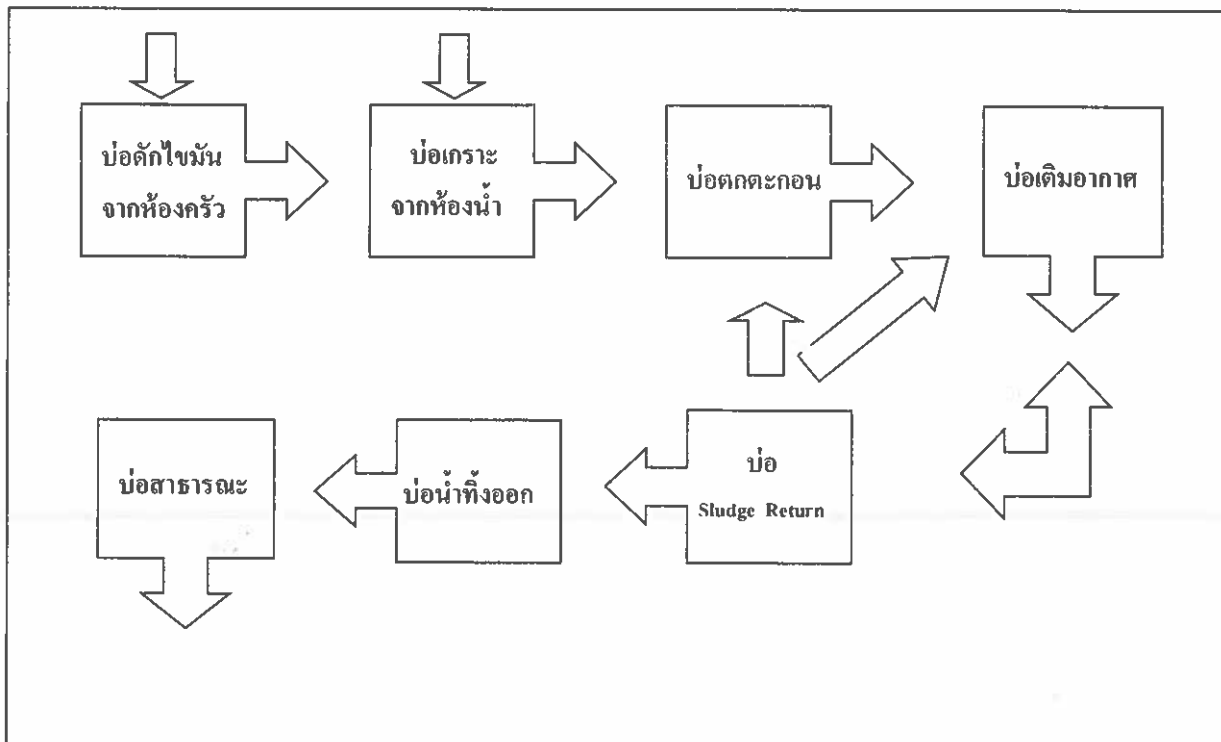 บ่อดักไขมัน
จากห้องครัว
บ่อเกราะ
จากห้องน้ำ
บ่อตกตะกอน
บ่อเติมอากาศ
บ่อสาธารณะ
บ่อน้ำทิ้งออก
บ่อ
Sludge Return